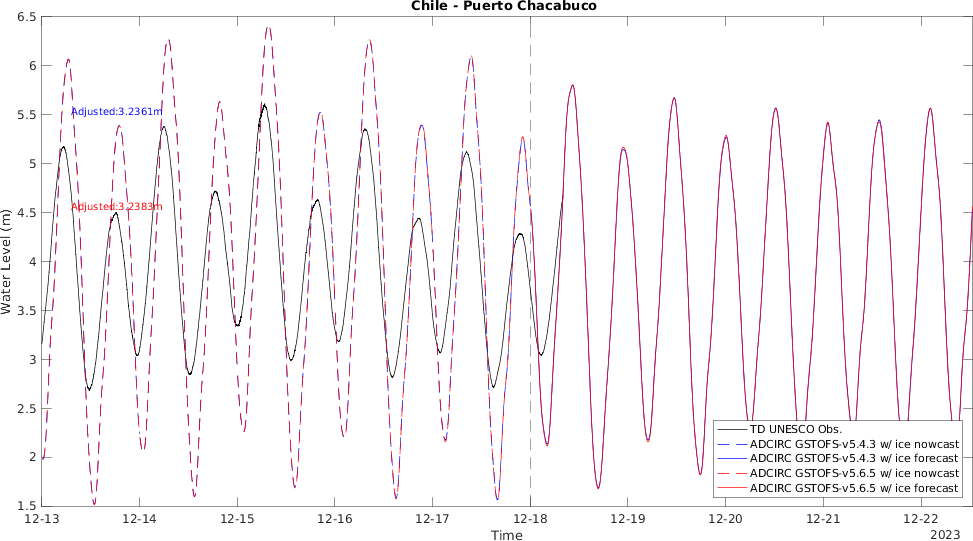 Chile - Puerto Chacabuco
6.5
6
5.5
5
4.5
4
3.5
3
2.5
2
1.5
Water Level (m)
Adjusted:3.2361m
Adjusted:3.2383m
TD UNESCO Obs.
ADCIRC GSTOFS-v5.4.3 w/ ice nowcast
ADCIRC GSTOFS-v5.4.3 w/ ice forecast
ADCIRC GSTOFS-v5.6.5 w/ ice nowcast
ADCIRC GSTOFS-v5.6.5 w/ ice forecast
12-13 12-14 12-15 12-16 12-17 12-18 12-19 12-20 12-21 12-22
Time
2023